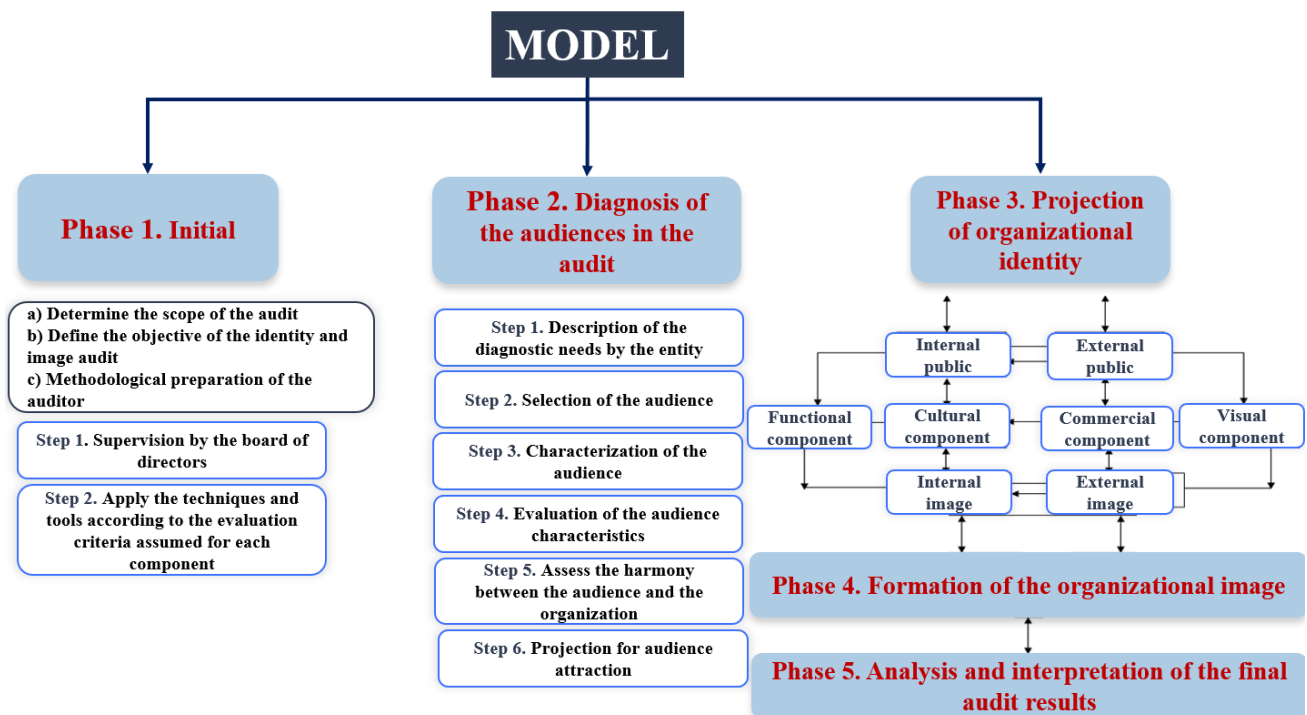 MODEL
Phase 1. Initial
a) Determine the scope of the audit
b) Define the objective of the identity and
image audit
c) Methodological preparation of the
auditor
Step 1. Supervision by the board of
directors
Step 2. Apply the techniques and
tools according to the evaluation
criteria assumed for each
component
Phase 2. Diagnosis of
the audiences in the
audit
Step 1. Description of the
diagnostic needs by the entity
Step 2. Selection of the audience
Step 3. Characterization of the
audience
Step 4. Evaluation of the audience
characteristics
Step 5. Assess the harmony
between the audience and the
organization
Step 6. Projection for audience
attraction
Phase 3. Projection
of organizational
identity
Internal
public
External
public
Functional
component
Cultural
component
Commercial
component
Visual
component
Internal
image
External
image
Phase 4. Formation of the organizational image
Phase 5. Analysis and interpretation of the final
audit results